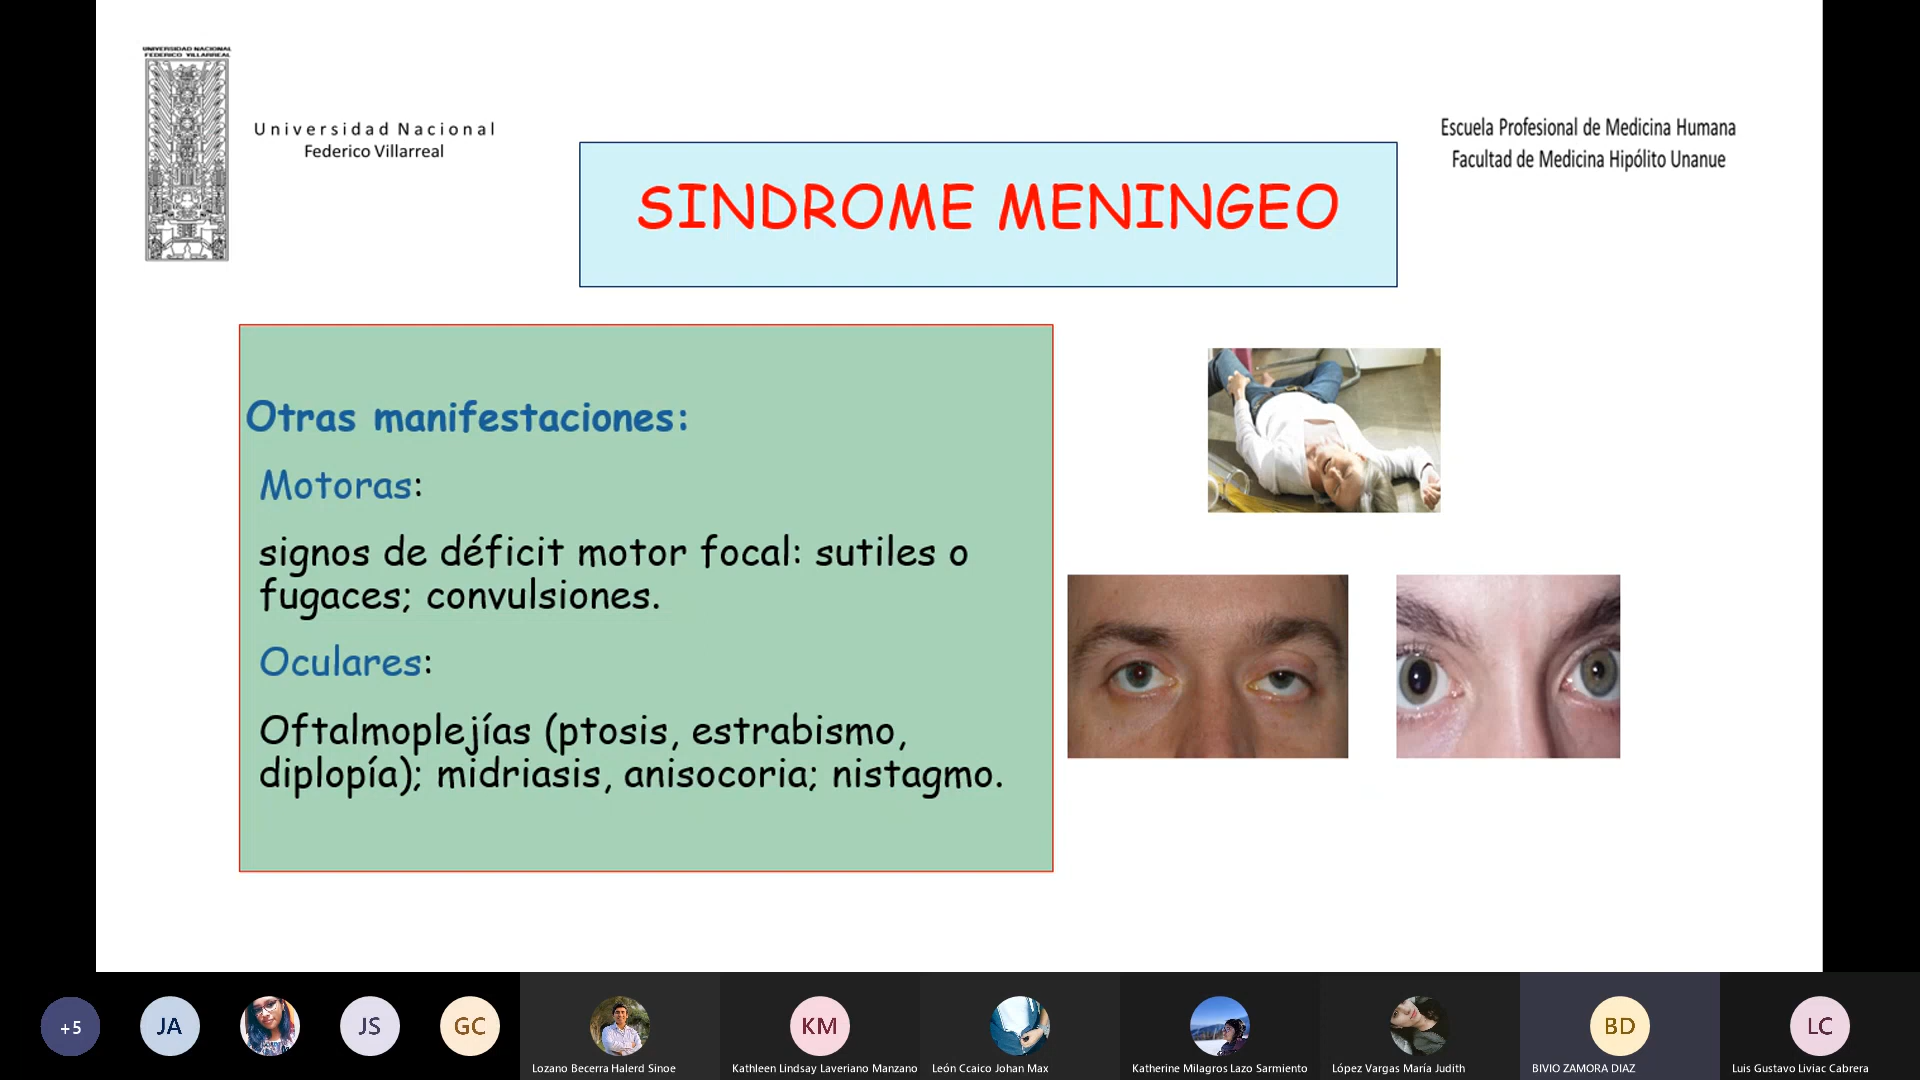 UNIVERSIDAD NACIONAL
FEDERICO VILLARREAL
Universidad Nacional
Federico Villarreal
Escuela Profesional de Medicina Humana
Facultad de Medicina Hipólito Unanue
SINDROME MENINGEO
Otras manifestaciones:
Motoras:
signos de déficit motor focal: sutiles o
fugaces; convulsiones.
Oculares:
Oftalmoplejías (ptosis, estrabismo,
diplopía); midriasis, anisocoria; nistagmo.
+5
JA
JS
GC
KM
BD
LC
Lozano Becerra Halerd Sinoe
Kathleen Lindsay Laveriano Manzano
León Ccaico Johan Max
Katherine Milagros Lazo Sarmiento
López Vargas María Judith
BIVIO ZAMORA DIAZ
Luis Gustavo Liviac Cabrera